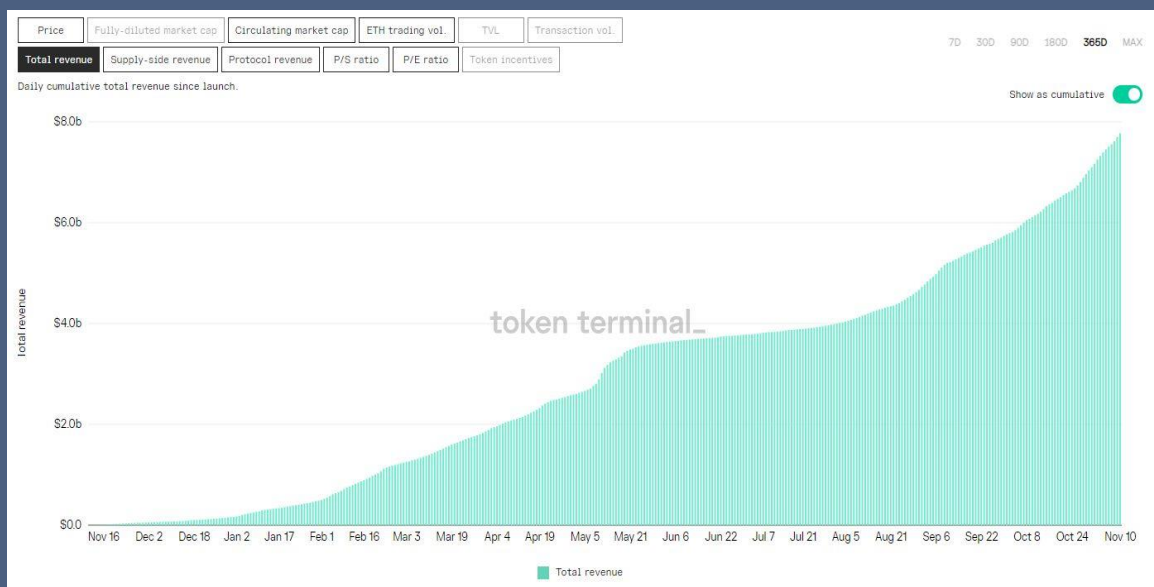 Price Fully-diluted market cap Circulating market cap ETH trading vol. TVL Transaction vol.
7D 30D 90D 180D 365D MAX
Total revenue Supply-side revenue Protocol revenue P/S ratio P/E ratio Token incentives
Daily cumulative total revenue since launch.
Show as cumulative
$8.0b
$6.0b
$4.0b
$2.0b
$0.0
Total revenue
token terminal_
Nov 16 Dec 2 Dec 18 Jan 2 Jan 17 Feb 1 Feb 16 Mar 3 Mar 19 Apr 4 Apr 19 May 5 May 21 Jun 6 Jun 22 Jul 7 Jul 21 Aug 5 Aug 21 Sep 6 Sep 22 Oct 8 Oct 24 Nov 10
Total revenue